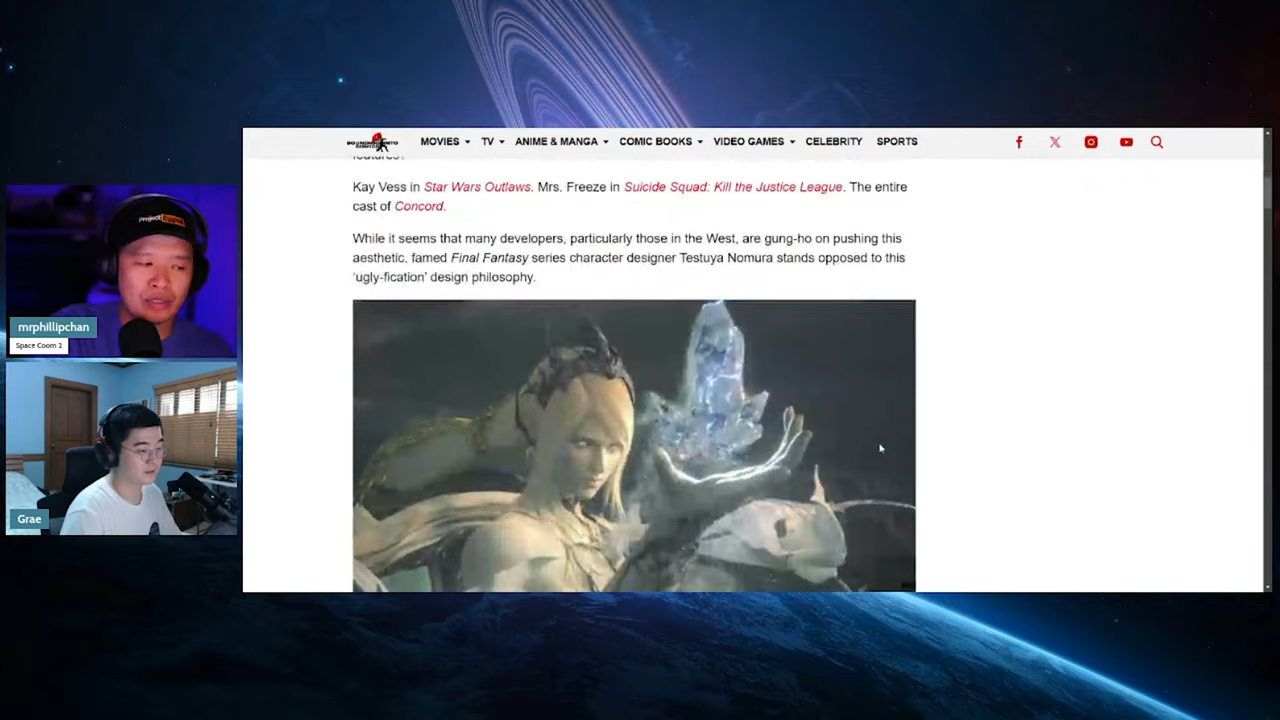 MOVIES TV ANIME & MANGA COMIC BOOKS VIDEO GAMES CELEBRITY SPORTS
features?
Kay Vess in Star Wars Outlaws. Mrs. Freeze in Suicide Squad: Kill the Justice League. The entire
cast of Concord.
While it seems that many developers, particularly those in the West, are gung-ho on pushing this
aesthetic, famed Final Fantasy series character designer Testuya Nomura stands opposed to this
‘ugly-fication’ design philosophy.
Project
mrphillipchan
Space Coom 2
Grae